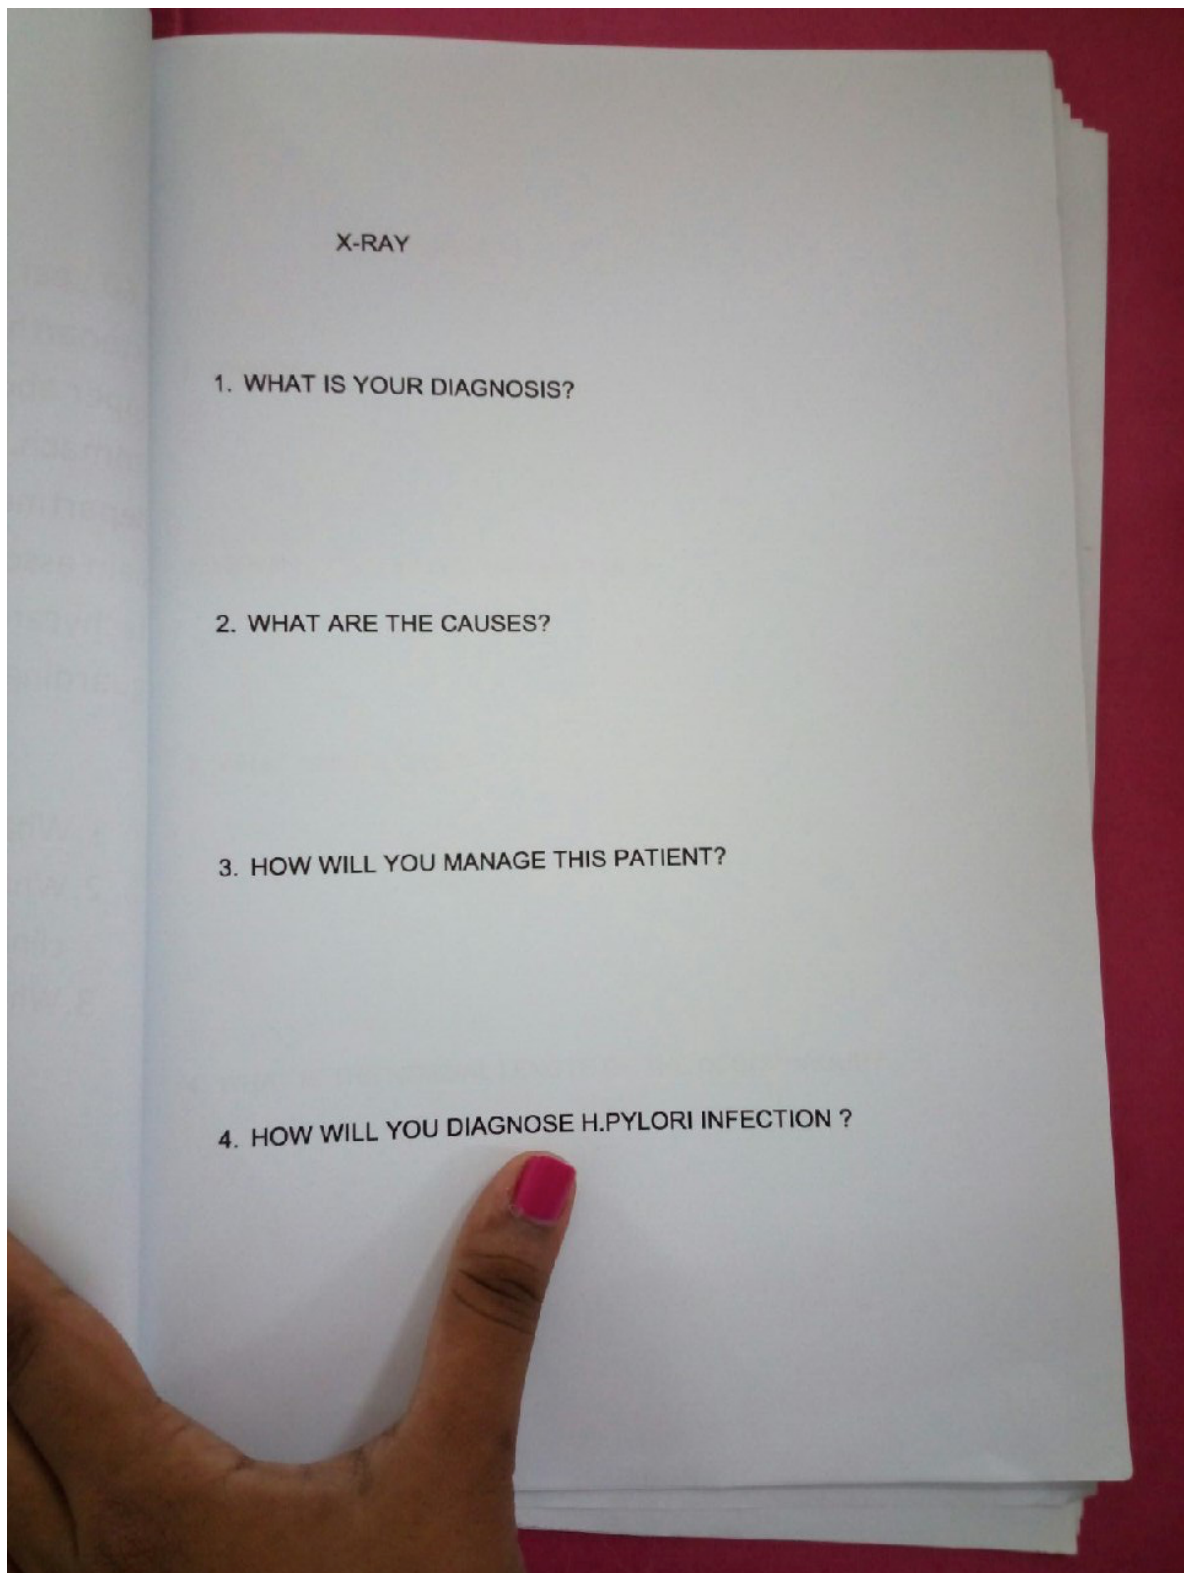 X-RAY
1. WHAT IS YOUR DIAGNOSIS?
2. WHAT ARE THE CAUSES?
3. HOW WILL YOU MANAGE THIS PATIENT?
4. HOW WILL YOU DIAGNOSE H.PYLORI INFECTION ?